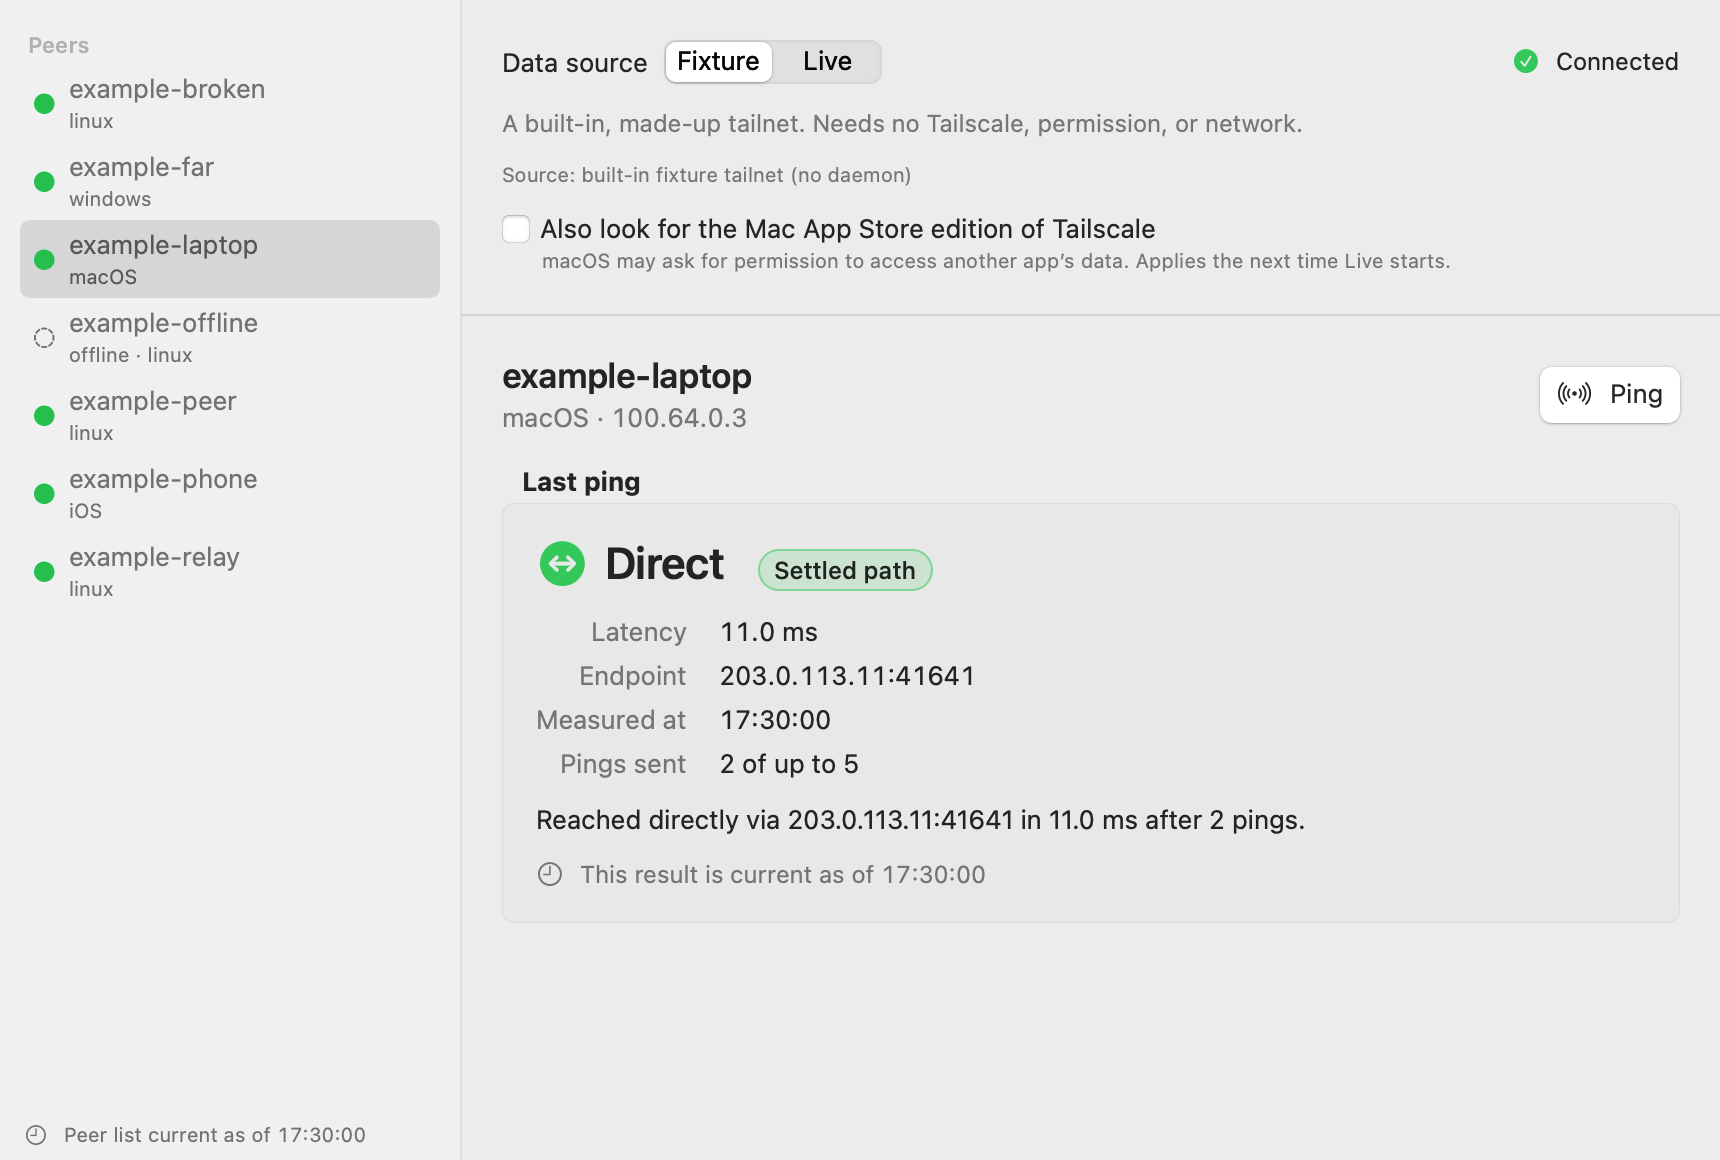 Peers
example-broken
linux
example-far
windows
example-laptop
macOS
example-offline
offline · linux
example-peer
linux
example-phone
iOS
example-relay
linux
Peer list current as of 17:30:00
Data source Fixture Live
Connected
A built-in, made-up tailnet. Needs no Tailscale, permission, or network.
Source: built-in fixture tailnet (no daemon)
Also look for the Mac App Store edition of Tailscale
macOS may ask for permission to access another app’s data. Applies the next time Live starts.
example-laptop
macOS · 100.64.0.3
Ping
Last ping
Direct Settled path
Latency 11.0 ms
Endpoint 203.0.113.11:41641
Measured at 17:30:00
Pings sent 2 of up to 5
Reached directly via 203.0.113.11:41641 in 11.0 ms after 2 pings.
This result is current as of 17:30:00